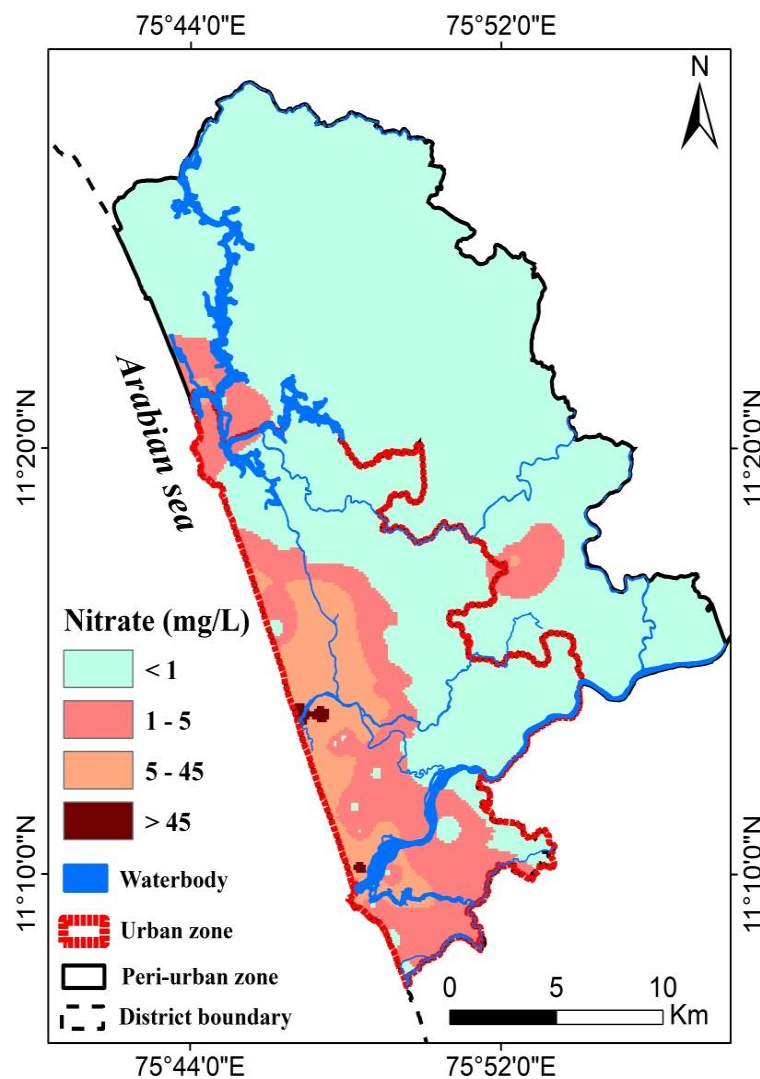 75°44'0"E 75°52'0"E
N
Arabian sea
11°20'0"N 11°20'0"N
Nitrate (mg/L)
< 1
1 - 5
5 - 45
> 45
11°10'0"N 11°10'0"N
Waterbody
Urban zone
Peri-urban zone
District boundary
0 5 10
Km
75°44'0"E 75°52'0"E